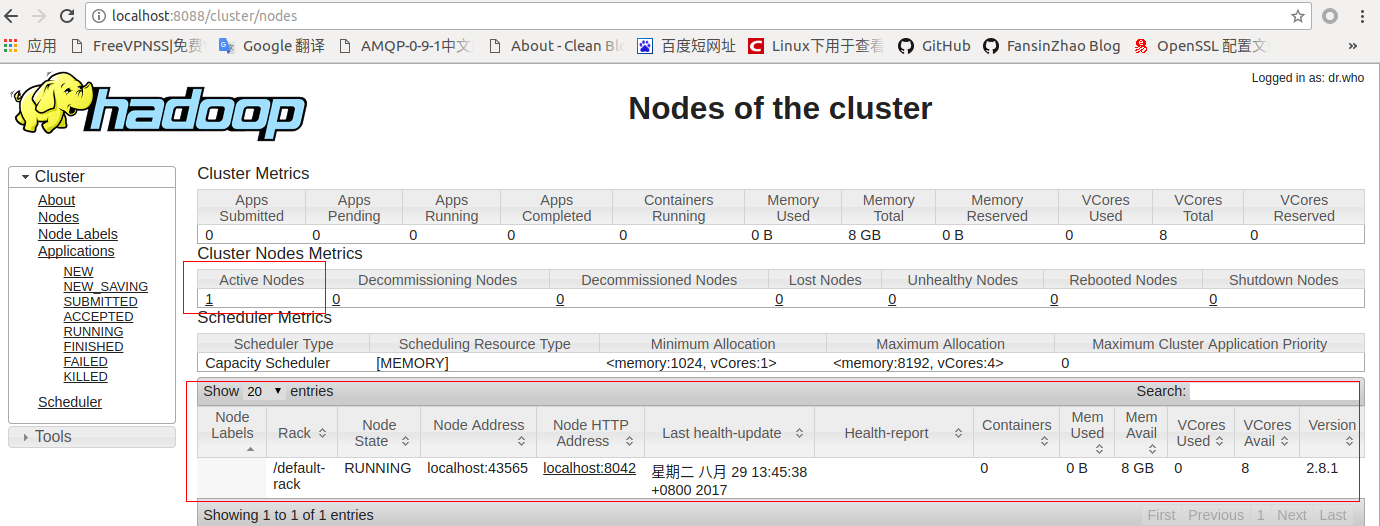 localhost:8088/cluster/nodes
应用 FreeVPNSS|免费 Google 翻译 AMQP-0-9-1中文 About - Clean Blo 百度短网址 Linux下用于查看 GitHub FansinZhao Blog OpenSSL 配置文 »
Logged in as: dr.who
hadoop
Nodes of the cluster
Cluster
About
Nodes
Node Labels
Applications
NEW
NEW_SAVING
SUBMITTED
ACCEPTED
RUNNING
FINISHED
FAILED
KILLED
Scheduler
Tools
Cluster Metrics
Apps Submitted Apps Pending Apps Running Apps Completed Containers Running Memory Used Memory Total Memory Reserved VCores Used VCores Total VCores Reserved
0 0 0 0 0 0 B 8 GB 0 B 0 8 0
Cluster Nodes Metrics
Active Nodes Decommissioning Nodes Decommissioned Nodes Lost Nodes Unhealthy Nodes Rebooted Nodes Shutdown Nodes
1 0 0 0 0 0 0
Scheduler Metrics
Scheduler Type Scheduling Resource Type Minimum Allocation Maximum Allocation Maximum Cluster Application Priority
Capacity Scheduler [MEMORY] <memory:1024, vCores:1> <memory:8192, vCores:4> 0
Show 20 entries Search:
Node Labels Rack Node State Node Address Node HTTP Address Last health-update Health-report Containers Mem Used Mem Avail VCores Used VCores Avail Version
/default-rack RUNNING localhost:43565 localhost:8042 星期二 八月 29 13:45:38 +0800 2017 0 0 B 8 GB 0 8 2.8.1
Showing 1 to 1 of 1 entries First Previous 1 Next Last